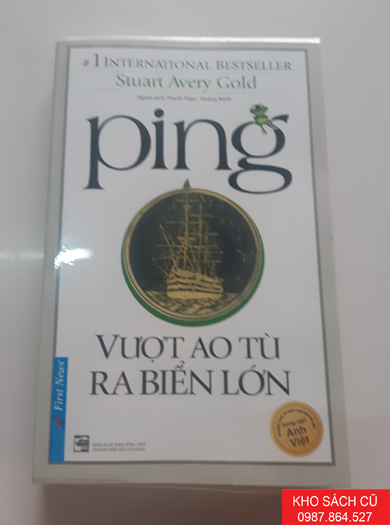 #1 INTERNATIONAL BESTSELLER
Stuart Avery Gold
ping
VƯỢT AO TÙ
RA BIỂN LỚN
First News
Song ngữ
Anh
Việt
KHO SÁCH CŨ
0987.864.527